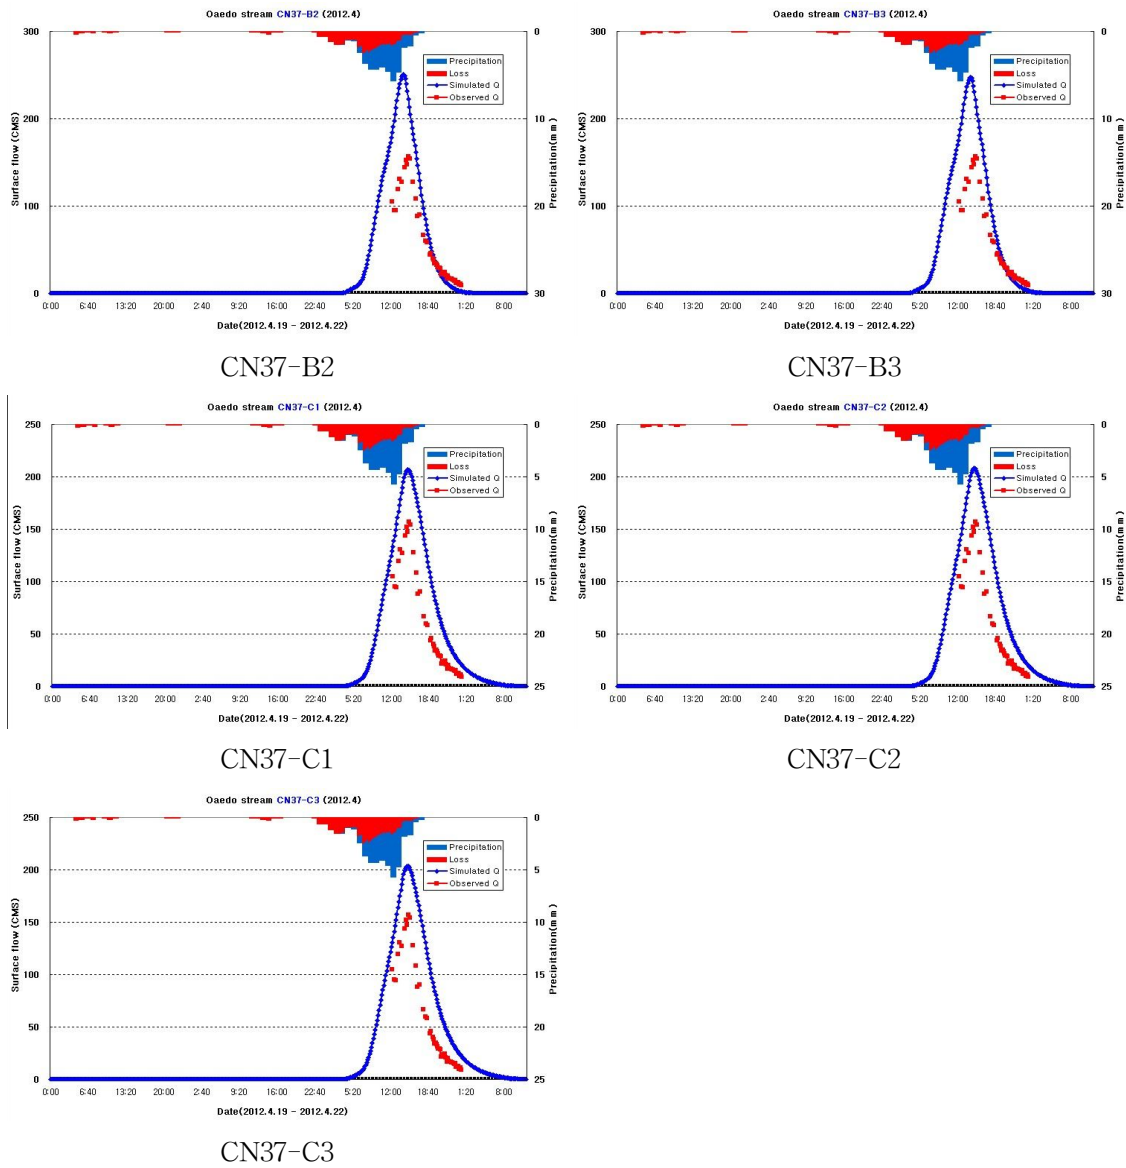 Oaedo stream CN37-B2 (2012.4)
300
200
100
0
0
10
20
30
Surface flow (CMS)
Precipitation(mm)
Precipitation
Loss
Simulated Q
Observed Q
0:00 6:40 13:20 20:00 2:40 9:20 16:00 22:40 5:20 12:00 18:40 1:20 8:00
Date(2012.4.19 - 2012.4.22)
CN37-B2
Oaedo stream CN37-B3 (2012.4)
300
200
100
0
0
10
20
30
Surface flow (CMS)
Precipitation(mm)
Precipitation
Loss
Simulated Q
Observed Q
0:00 6:40 13:20 20:00 2:40 9:20 16:00 22:40 5:20 12:00 18:40 1:20 8:00
Date(2012.4.19 - 2012.4.22)
CN37-B3
Oaedo stream CN37-C1 (2012.4)
250
200
150
100
50
0
0
5
10
15
20
25
Surface flow (CMS)
Precipitation(mm)
Precipitation
Loss
Simulated Q
Observed Q
0:00 6:40 13:20 20:00 2:40 9:20 16:00 22:40 5:20 12:00 18:40 1:20 8:00
Date(2012.4.19 - 2012.4.22)
CN37-C1
Oaedo stream CN37-C2 (2012.4)
250
200
150
100
50
0
0
5
10
15
20
25
Surface flow (CMS)
Precipitation(mm)
Precipitation
Loss
Simulated Q
Observed Q
0:00 6:40 13:20 20:00 2:40 9:20 16:00 22:40 5:20 12:00 18:40 1:20 8:00
Date(2012.4.19 - 2012.4.22)
CN37-C2
Oaedo stream CN37-C3 (2012.4)
250
200
150
100
50
0
0
5
10
15
20
25
Surface flow (CMS)
Precipitation(mm)
Precipitation
Loss
Simulated Q
Observed Q
0:00 6:40 13:20 20:00 2:40 9:20 16:00 22:40 5:20 12:00 18:40 1:20 8:00
Date(2012.4.19 - 2012.4.22)
CN37-C3